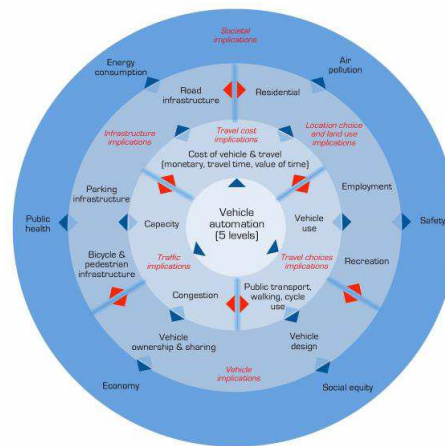 Societal
implications
Energy
consumption
Air
pollution
Road
infrastructure
Residential
Infrastructure
implications
Travel cost
implications
Location choice
and land use
implications
Cost of vehicle & travel
(monetary, travel time, value of time)
Parking
infrastructure
Employment
Vehicle
automation
(5 levels)
Public
health
Capacity
Vehicle
use
Safety
Bicycle &
pedestrien
infrastructure
Traffic
implications
Travel choices
implications
Recreation
Congestion
Public transport,
walking, cycle
use
Vehicle
ownership & sharing
Vehicle
design
Vehicle
implications
Economy
Social equity